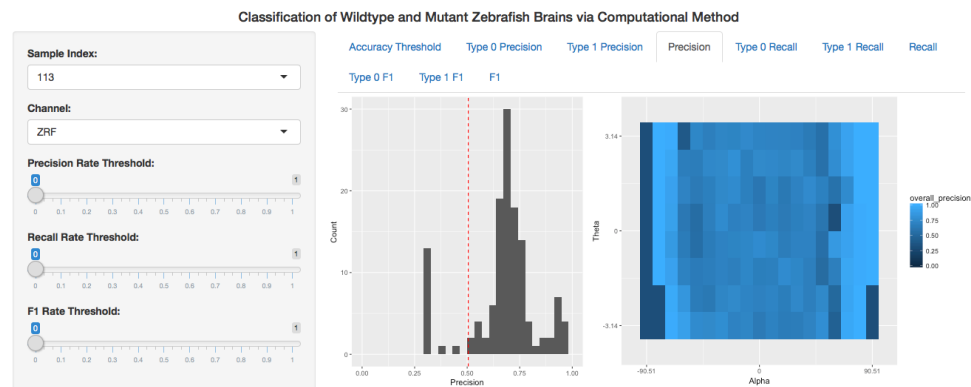 Classification of Wildtype and Mutant Zebrafish Brains via Computational Method
Sample Index:
113
Channel:
ZRF
Precision Rate Threshold:
0 1
0 0.1 0.2 0.3 0.4 0.5 0.6 0.7 0.8 0.9 1
Recall Rate Threshold:
0 1
0 0.1 0.2 0.3 0.4 0.5 0.6 0.7 0.8 0.9 1
F1 Rate Threshold:
0 1
0 0.1 0.2 0.3 0.4 0.5 0.6 0.7 0.8 0.9 1
Accuracy Threshold Type 0 Precision Type 1 Precision Precision Type 0 Recall Type 1 Recall Recall
Type 0 F1 Type 1 F1 F1
30
20
10
0
Count
0.00 0.25 0.50 0.75 1.00
Precision
3.14
0
-3.14
Theta
-90.51 0 90.51
Alpha
overall_precision
1.00
0.75
0.50
0.25
0.00